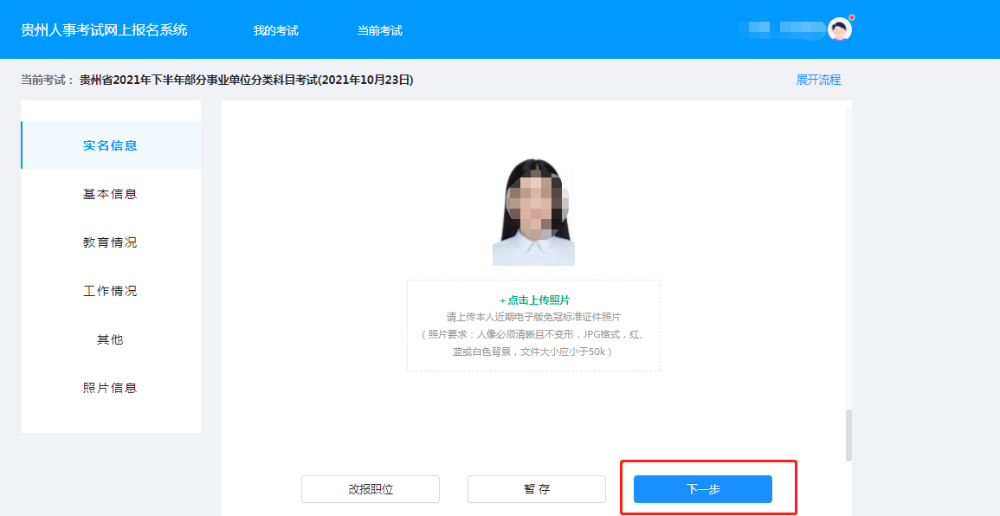 贵州人事考试网上报名系统 我的考试 当前考试
当前考试： 贵州省2021年下半年部分事业单位分类科目考试(2021年10月23日) 展开流程
实名信息
基本信息
教育情况
工作情况
其他
照片信息
+ 点击上传照片
请上传本人近期电子版免冠标准证件照片
（ 照片要求：人像必须清晰且不变形，JPG格式，红、
蓝或白色背景，文件大小应小于50k ）
改报职位 暂 存 下一步